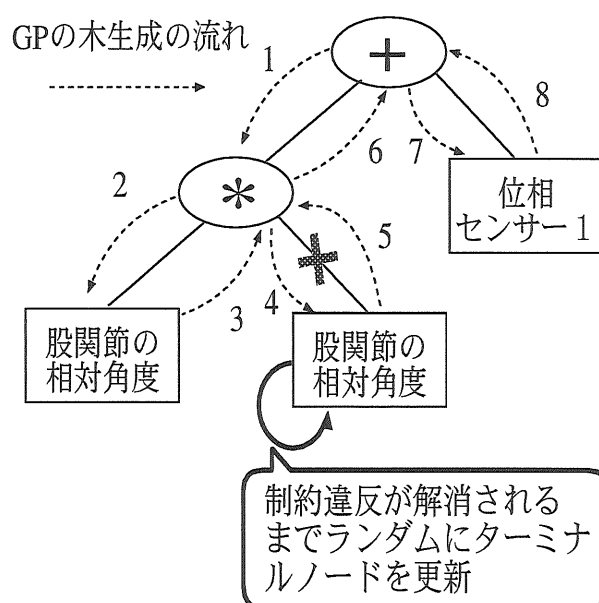 GPの木生成の流れ
1
+
8
6
7
2
*
位相
センサー1
5
3
4
股関節の
相対角度
股関節の
相対角度
制約違反が解消される
までランダムにターミナ
ルノードを更新